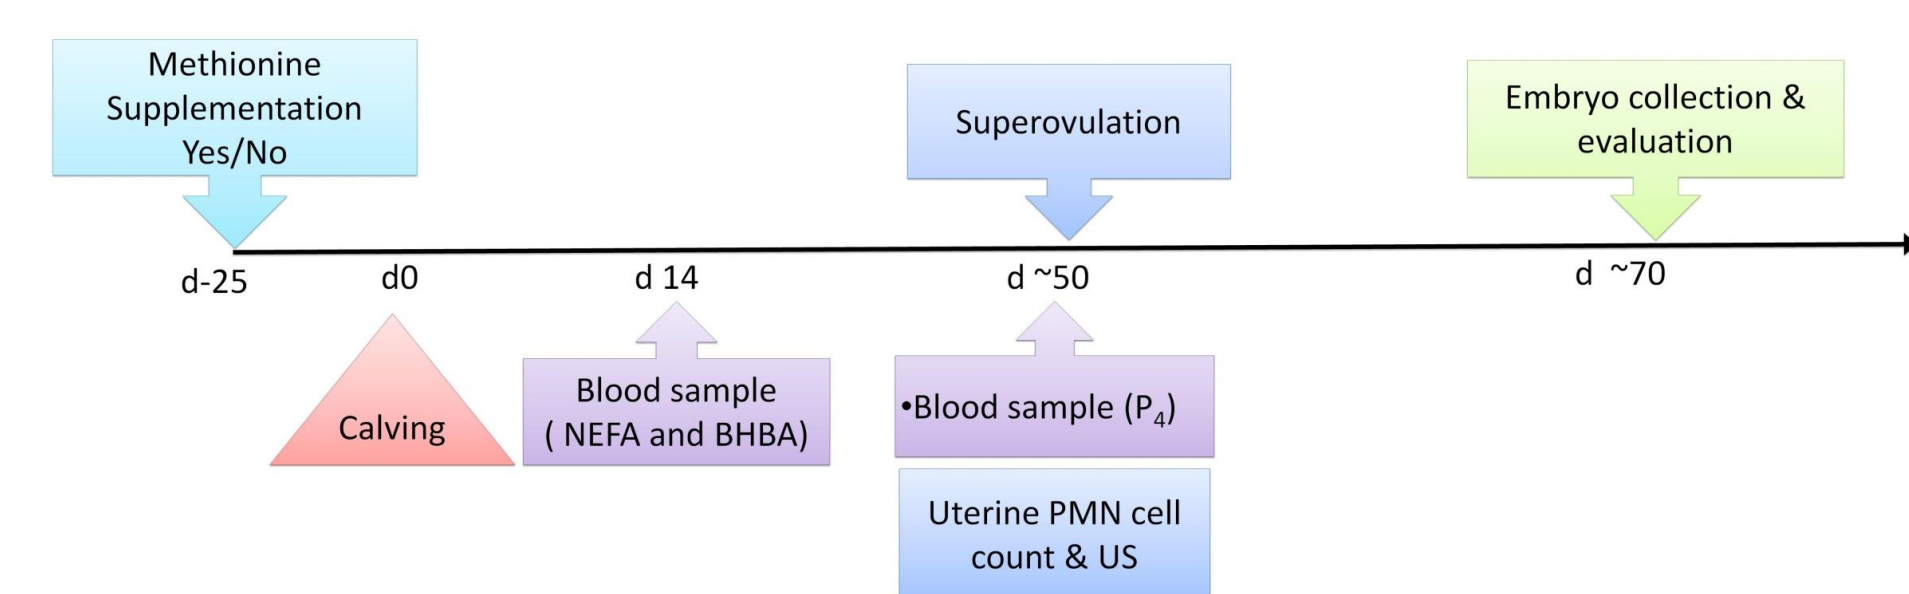 Methionine
Supplementation
Yes/No
Superovulation
Embryo collection &
evaluation
d-25
d0
d 14
d ~50
d ~70
Calving
Blood sample
( NEFA and BHBA)
•Blood sample (P₄)
Uterine PMN cell
count & US